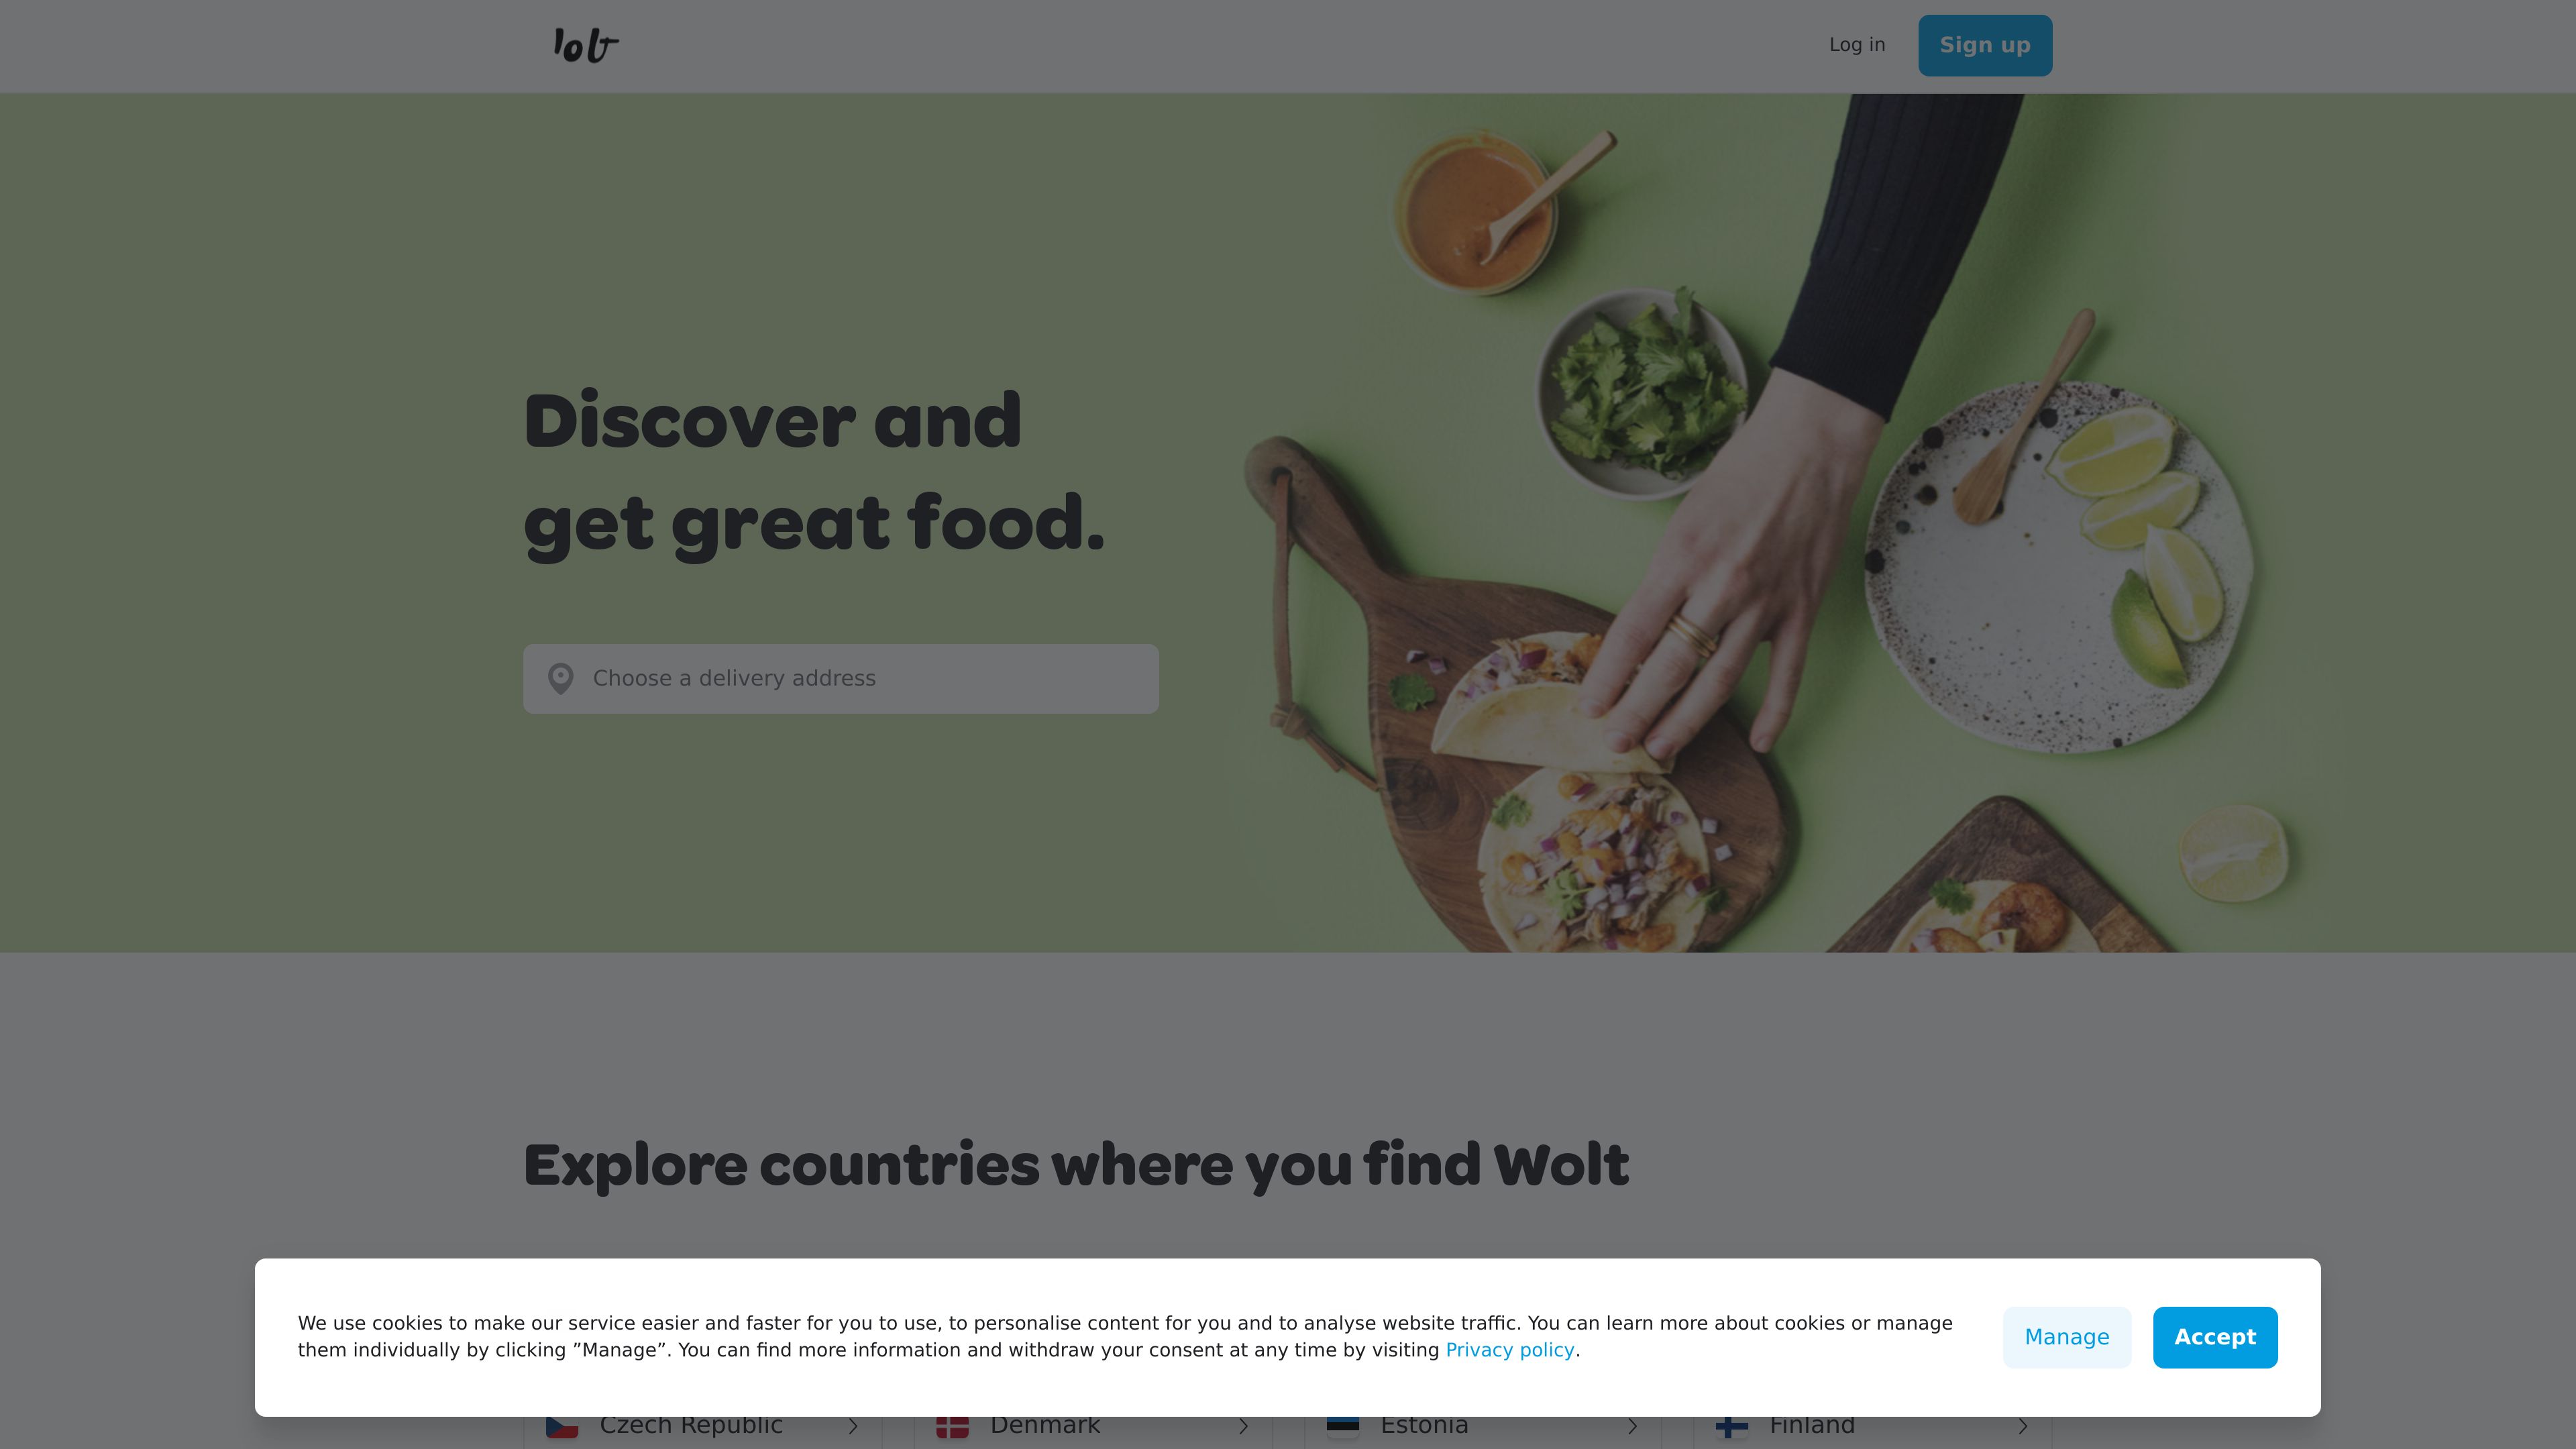 Wolt
Log in
Sign up
Discover and
get great food.
Choose a delivery address
Explore countries where you find Wolt
We use cookies to make our service easier and faster for you to use, to personalise content for you and to analyse website traffic. You can learn more about cookies or manage
them individually by clicking ”Manage”. You can find more information and withdraw your consent at any time by visiting Privacy policy.
Manage
Accept
Czech Republic
Denmark
Estonia
Finland